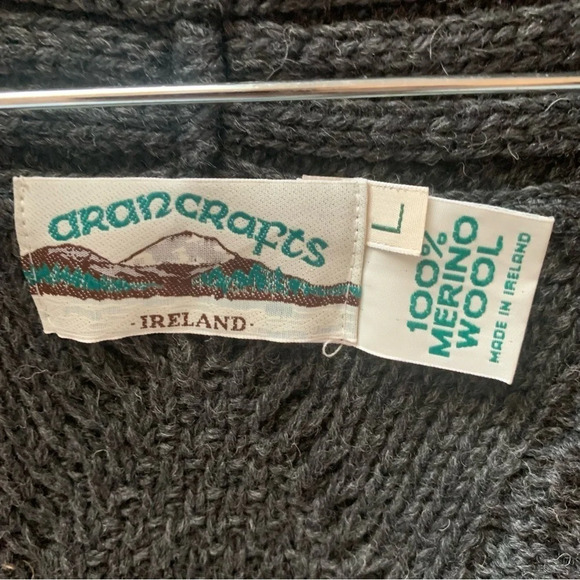 aran crafts
· IRELAND ·
L
100%
MERINO
WOOL
MADE IN IRELAND